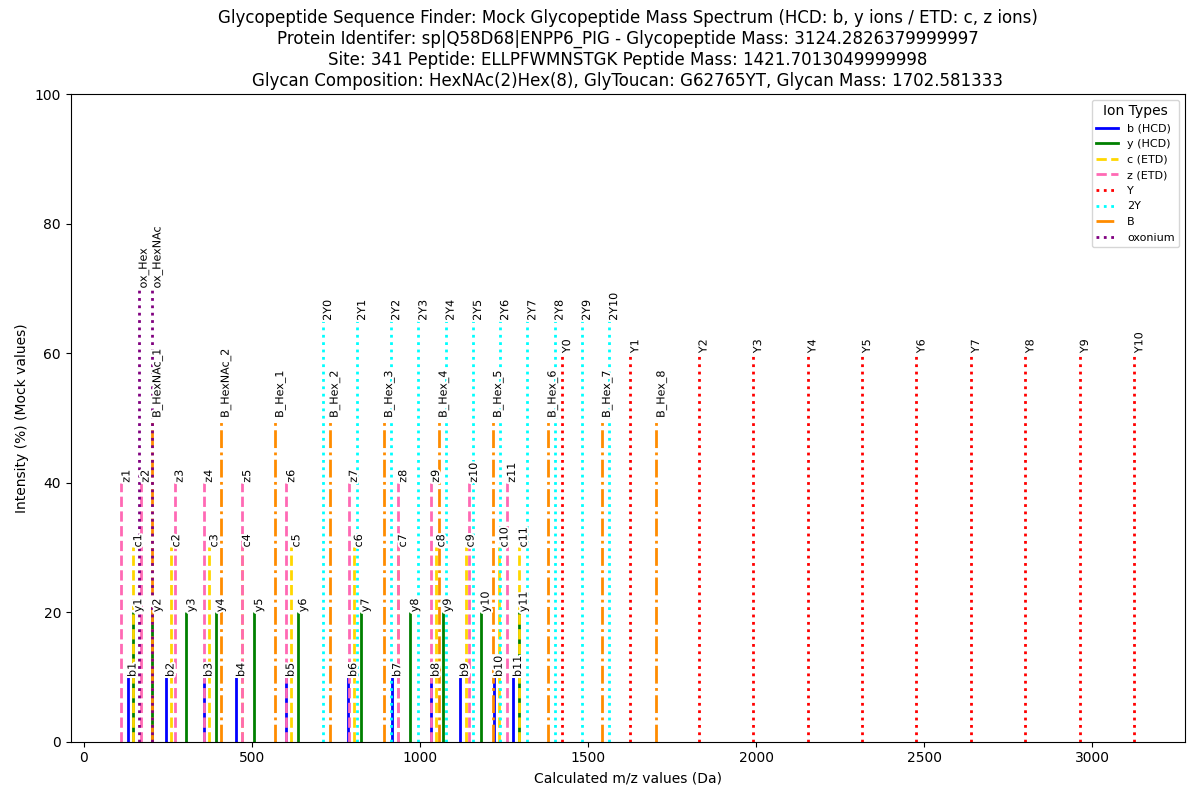 Glycopeptide Sequence Finder: Mock Glycopeptide Mass Spectrum (HCD: b, y ions / ETD: c, z ions)
Protein Identifer: sp|Q58D68|ENPP6_PIG - Glycopeptide Mass: 3124.2826379999997
Site: 341 Peptide: ELLPFWMNSTGK Peptide Mass: 1421.7013049999998
Glycan Composition: HexNAc(2)Hex(8), GlyTouCan: G62765YT, Glycan Mass: 1702.581333
Intensity (%) (Mock values)
100
80
60
40
20
0
Ion Types
b (HCD)
y (HCD)
c (ETD)
z (ETD)
Y
2Y
B
oxonium
ox_Hex
ox_HexNAc
2Y0
2Y1
2Y2
2Y3
2Y4
2Y5
2Y6
2Y7
2Y8
2Y9
2Y10
Y0
Y1
Y2
Y3
Y4
Y5
Y6
Y7
Y8
Y9
Y10
B_HexNAc_1
B_HexNAc_2
B_Hex_1
B_Hex_2
B_Hex_3
B_Hex_4
B_Hex_5
B_Hex_6
B_Hex_7
B_Hex_8
z1
z2
z3
z4
z5
z6
z7
z8
z9
z10
z11
c1
c2
c3
c4
c5
c6
c7
c8
c9
c10
c11
y1
y2
y3
y4
y5
y6
y7
y8
y9
y10
y11
b1
b2
b3
b4
b5
b6
b7
b8
b9
b10
b11
0
500
1000
1500
2000
2500
3000
Calculated m/z values (Da)